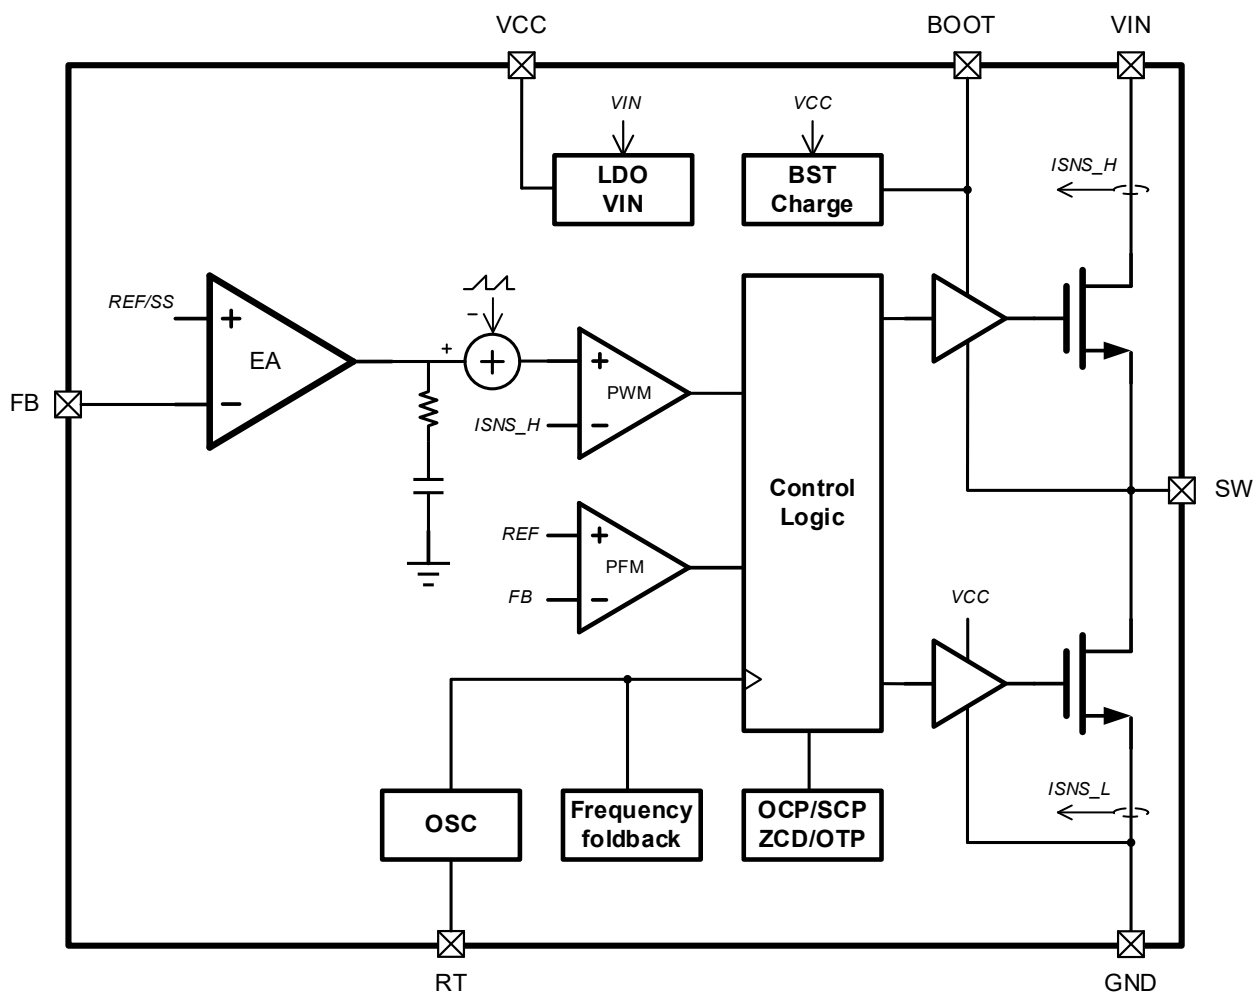 VCC
BOOT
VIN
VIN
VCC
LDO
VIN
BST
Charge
ISNS_H
REF/SS
+
EA
−
FB
−
+
+
+
PWM
ISNS_H
−
Control
Logic
SW
REF
+
PFM
FB
−
VCC
OSC
Frequency
foldback
OCP/SCP
ZCD/OTP
ISNS_L
RT
GND